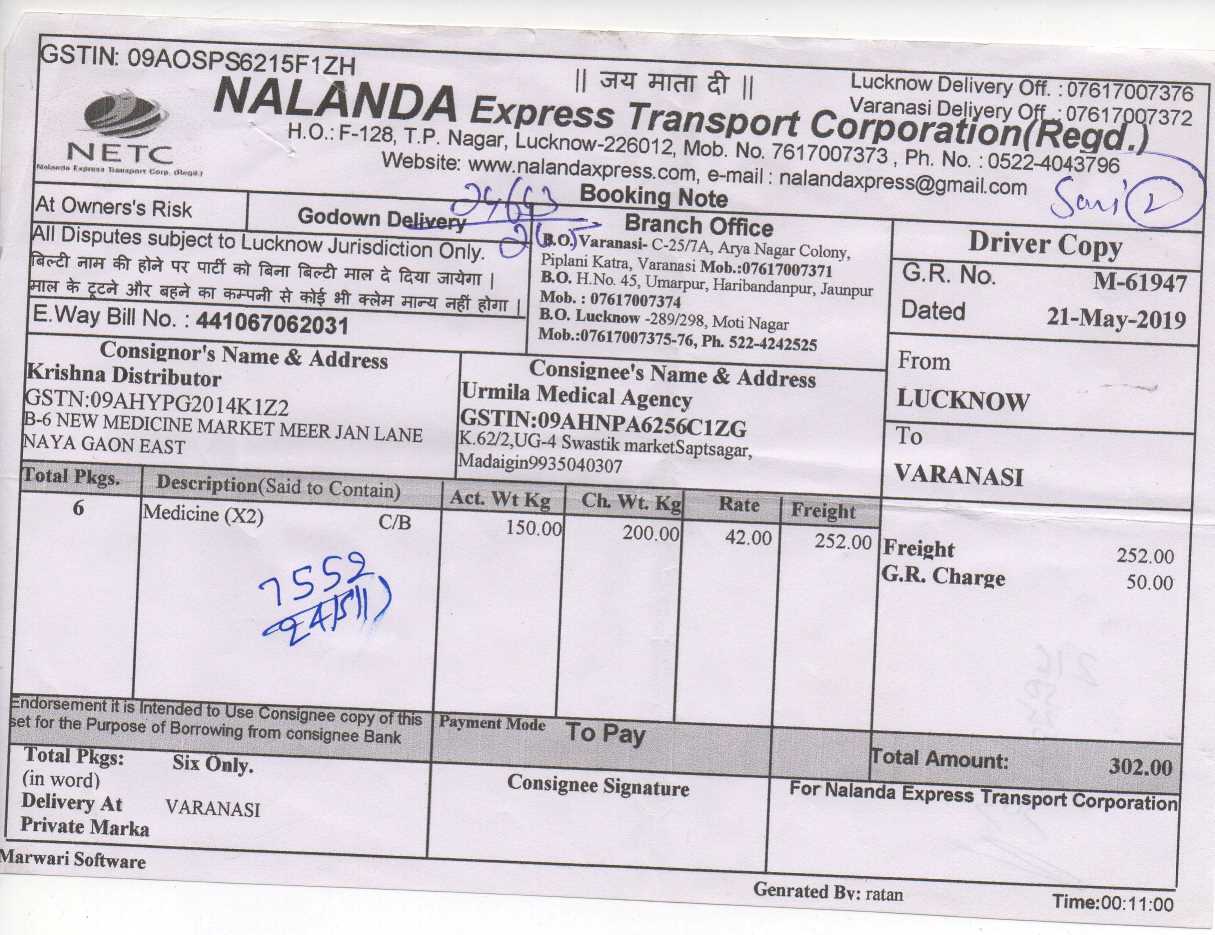 GSTIN: 09AOSPS6215F1ZH
|| जय माता दी ||
Lucknow Delivery Off. : 07617007376
Varanasi Delivery Off. : 07617007372
NALANDA Express Transport Corporation(Regd.)
NETC
Nalanda Express Transport Corp. (Regd.)
H.O.: F-128, T.P. Nagar, Lucknow-226012, Mob. No. 7617007373 , Ph. No. : 0522-4043796
Website: www.nalandaxpress.com, e-mail : nalandaxpress@gmail.com
Booking Note
At Owners's Risk
Godown Delivery
All Disputes subject to Lucknow Jurisdiction Only.
बिल्टी नाम की होने पर पार्टी को बिना बिल्टी माल दे दिया जायेगा |
माल के टूटने और बहने का कम्पनी से कोई भी क्लेम मान्य नहीं होगा |
E.Way Bill No. : 441067062031
Branch Office
B.O. Varanasi- C-25/7A, Arya Nagar Colony,
Piplani Katra, Varanasi Mob.:07617007371
B.O. H.No. 45, Umarpur, Haribandanpur, Jaunpur
Mob. : 07617007374
B.O. Lucknow -289/298, Moti Nagar
Mob.:07617007375-76, Ph. 522-4242525
Driver Copy
G.R. No. M-61947
Dated 21-May-2019
From
LUCKNOW
To
VARANASI
Consignor's Name & Address
Krishna Distributor
GSTN:09AHYPG2014K1Z2
B-6 NEW MEDICINE MARKET MEER JAN LANE
NAYA GAON EAST
Consignee's Name & Address
Urmila Medical Agency
GSTIN:09AHNPA6256C1ZG
K.62/2,UG-4 Swastik marketSaptsagar,
Madaigin9935040307
Total Pkgs. Description(Said to Contain) Act. Wt Kg Ch. Wt. Kg Rate Freight
6 Medicine (X2) C/B 150.00 200.00 42.00 252.00
7552
Freight 252.00
G.R. Charge 50.00
Endorsement it is Intended to Use Consignee copy of this
set for the Purpose of Borrowing from consignee Bank
Payment Mode To Pay
Total Amount: 302.00
Total Pkgs: Six Only.
(in word)
Delivery At VARANASI
Private Marka
Consignee Signature
For Nalanda Express Transport Corporation
Marwari Software
Genrated By: ratan
Time:00:11:00